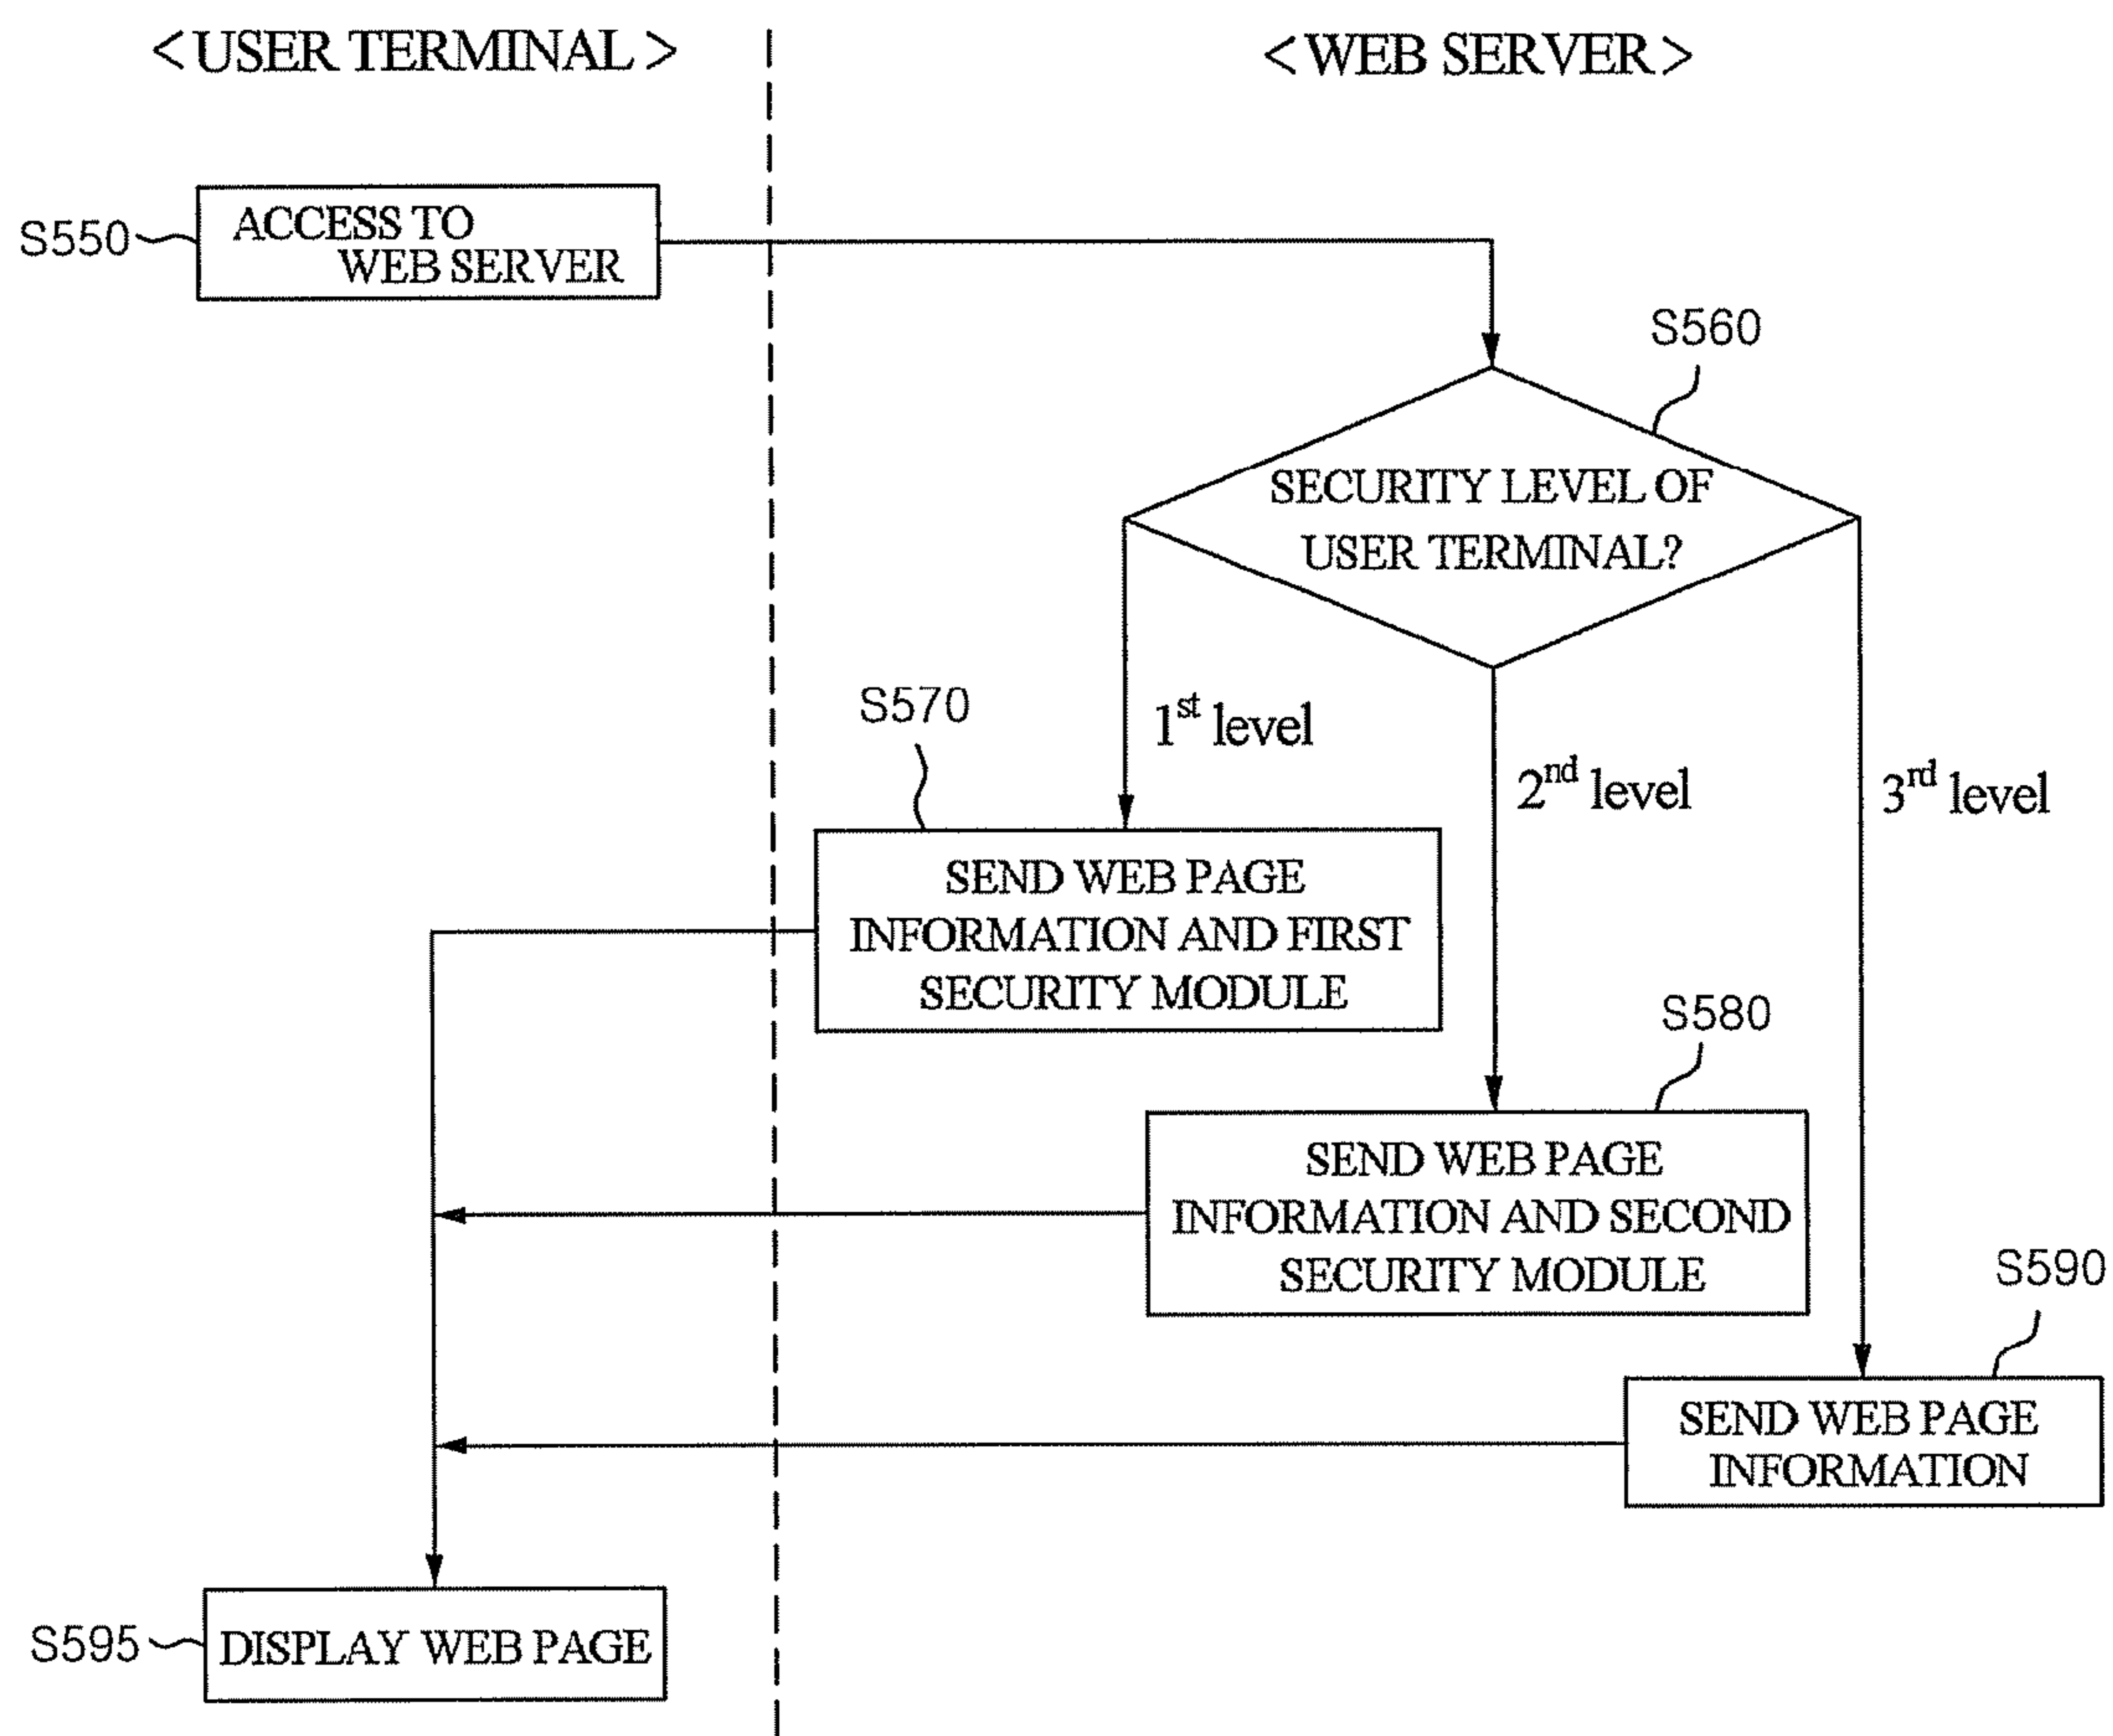 <USER TERMINAL>
<WEB SERVER>
S550
ACCESS TO
WEB SERVER
S560
SECURITY LEVEL OF
USER TERMINAL?
S570
1st level
2nd level
3rd level
SEND WEB PAGE
INFORMATION AND FIRST
SECURITY MODULE
S580
SEND WEB PAGE
INFORMATION AND SECOND
SECURITY MODULE
S590
SEND WEB PAGE
INFORMATION
S595
DISPLAY WEB PAGE